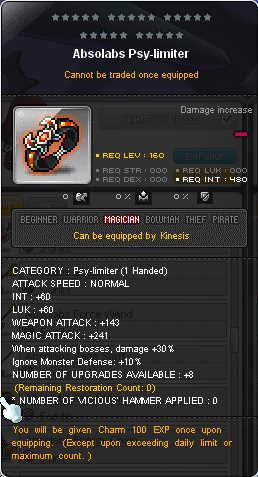 Absolabs Psy-limiter
Cannot be traded once equipped
Damage increase
REQ LEV : 160
REQ STR : 000 REQ LUK : 000
REQ DEX : 000 REQ INT : 480
0 0 % 0 %
BEGINNER WARRIOR MAGICIAN BOWMAN THIEF PIRATE
Can be equipped by Kinesis
CATEGORY : Psy-limiter (1 Handed)
ATTACK SPEED : NORMAL
INT : +60
LUK : +60
WEAPON ATTACK : +143
MAGIC ATTACK : +241
When attacking bosses, damage +30%
Ignore Monster Defense: +10%
NUMBER OF UPGRADES AVAILABLE : +8
(Remaining Restoration Count: 0)
* NUMBER OF VICIOUS' HAMMER APPLIED : 0
You will be given Charm 100 EXP once upon
equipping. (Except upon exceeding daily limit or
maximum count. )